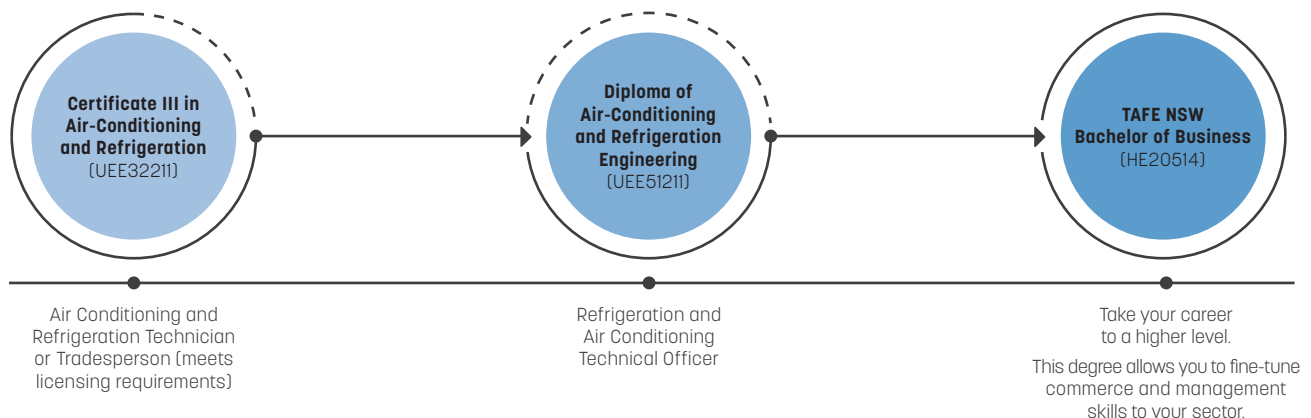 Certificate III in
Air-Conditioning
and Refrigeration
(UEE32211)
Diploma of
Air-Conditioning
and Refrigeration
Engineering
(UEE51211)
TAFE NSW
Bachelor of Business
(HE20514)
Air Conditioning and
Refrigeration Technician
or Tradesperson (meets
licensing requirements)
Refrigeration and
Air Conditioning
Technical Officer
Take your career
to a higher level.
This degree allows you to fine-tune
commerce and management
skills to your sector.